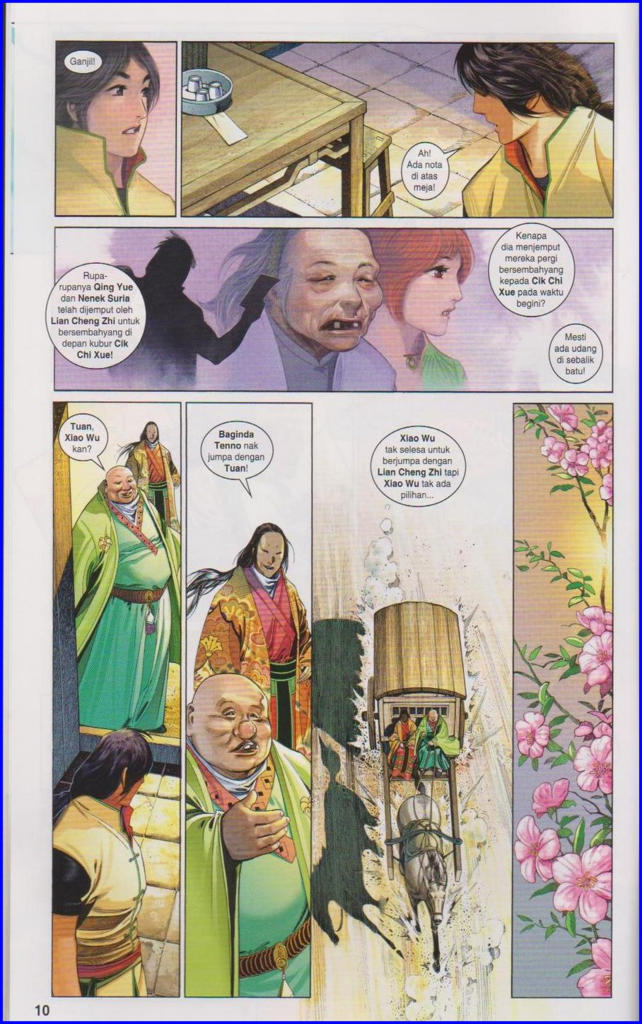 Ganjil!
Ah!
Ada nota
di atas
meja!
Rupa-
rupanya Qing Yue
dan Nenek Suria
telah dijemput oleh
Lian Cheng Zhi untuk
bersembahyang di
depan kubur Cik
Chi Xue!
Kenapa
dia menjemput
mereka pergi
bersembahyang
kepada Cik Chi
Xue pada waktu
begini?
Mesti
ada udang
di sebalik
batu!
Tuan,
Xiao Wu
kan?
Baginda
Tenno nak
jumpa dengan
Tuan!
Xiao Wu
tak selesa untuk
berjumpa dengan
Lian Cheng Zhi tapi
Xiao Wu tak ada
pilihan...
10